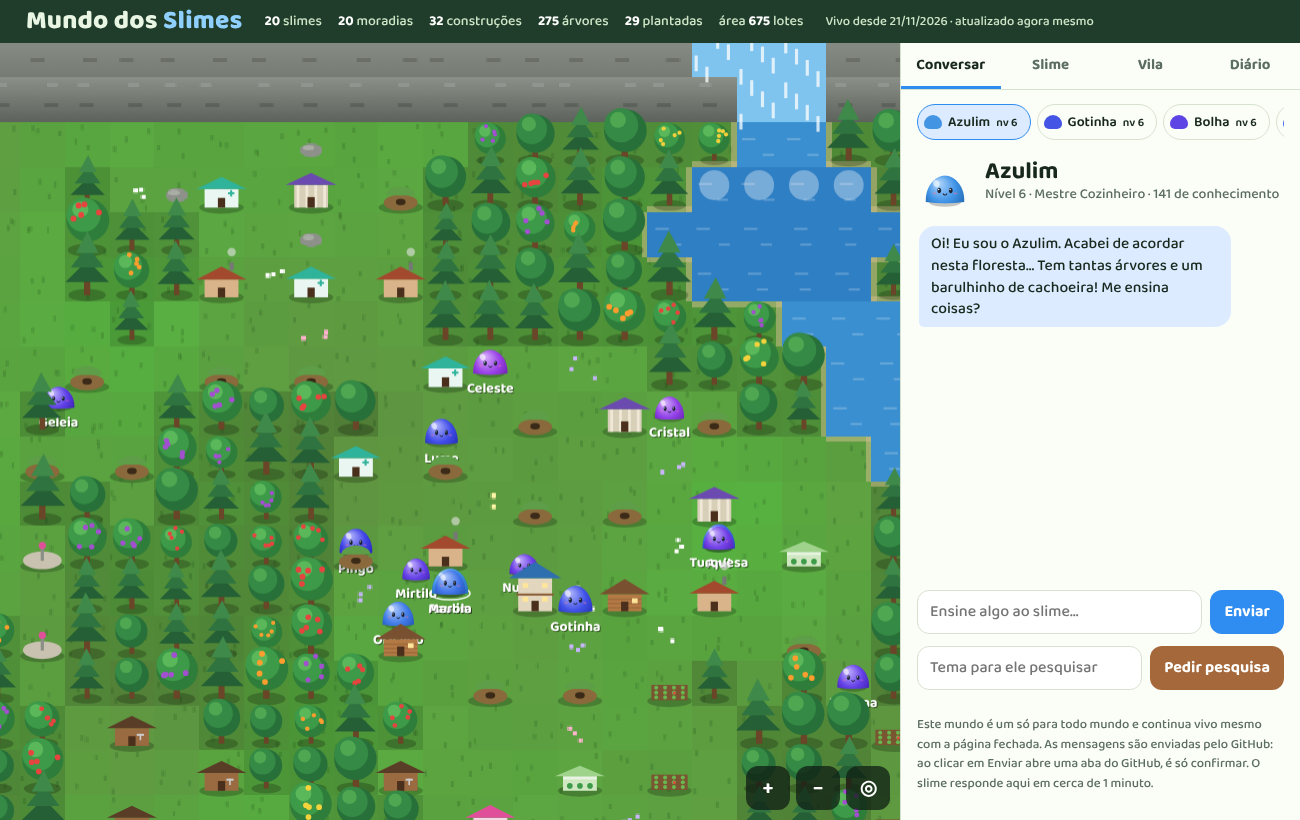 Mundo dos Slimes
20 slimes 20 moradias 32 construções 275 árvores 29 plantadas área 675 lotes Vivo desde 21/11/2026 · atualizado agora mesmo
Conversar Slime Vila Diário
Azulim nv 6 Gotinha nv 6 Bolha nv 6
Azulim
Nível 6 · Mestre Cozinheiro · 141 de conhecimento
Oi! Eu sou o Azulim. Acabei de acordar
nesta floresta… Tem tantas árvores e um
barulhinho de cachoeira! Me ensina
coisas?
Celeste
Geleia
Cristal
Pingo
Turquesa
Mirtilo
Gotinha
Ensine algo ao slime…
Enviar
Tema para ele pesquisar
Pedir pesquisa
Este mundo é um só para todo mundo e continua vivo mesmo
com a página fechada. As mensagens são enviadas pelo GitHub:
ao clicar em Enviar abre uma aba do GitHub, é só confirmar. O
slime responde aqui em cerca de 1 minuto.
+ − ◎